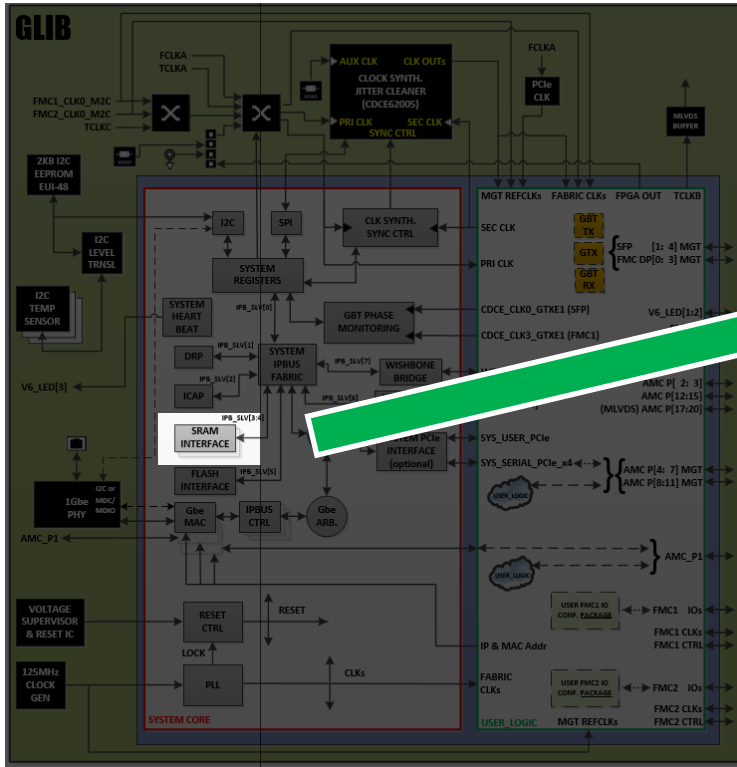 GLIB
FCLKA
TCLKA
FMC1_CLK0_M2C
FMC2_CLK0_M2C
TCLKC
AUX CLK
CLK OUTs
CLOCK SYNTH.
JITTER CLEANER
(CDCE62005)
PRI CLK
SEC CLK
SYNC CTRL
FCLKA
PCIe
CLK
MLVDS
BUFFER
2KB I2C
EEPROM
EUI-48
I2C
LEVEL
TRNSL
I2C
TEMP
SENSOR
V6_LED[3]
1Gbe
PHY
I2C or
MDC/
MDIO
AMC_P1
VOLTAGE
SUPERVISOR
& RESET IC
125MHz
CLOCK
GEN
I2C
SPI
CLK SYNTH.
SYNC CTRL
SYSTEM
REGISTERS
IPB_SLV[0]
SYSTEM
HEART
BEAT
GBT PHASE
MONITORING
IPB_SLV[1]
DRP
SYSTEM
IPBUS
FABRIC
IPB_SLV[7]
WISHBONE
BRIDGE
IPB_SLV[2]
ICAP
IPB_SLV[3:4]
SRAM
INTERFACE
INTERFACE
(optional)
FLASH
INTERFACE
IPB_SLV[5]
Gbe
MAC
IPBUS
CTRL
Gbe
ARB.
RESET
CTRL
RESET
LOCK
PLL
CLKs
SYSTEM CORE
MGT REFCLKs
FABRIC CLKs
FPGA OUT
TCLKB
SEC CLK
PRI CLK
GBT
TX
GTX
GBT
RX
SFP [1: 4] MGT
FMC DP[0: 3] MGT
CDCE_CLK0_GTXE1 (SFP)
V6_LED[1:2]
CDCE_CLK3_GTXE1 (FMC1)
AMC P[ 2: 3]
AMC P[12:15]
(MLVDS) AMC P[17:20]
SYS_USER_PCIe
SYS_SERIAL_PCIe_x4
AMC P[4: 7] MGT
AMC P[8:11] MGT
USER_LOGIC
AMC_P1
USER_LOGIC
USER FMC1 IO
CONF. PACKAGE
FMC1 IOs
FMC1 CLKs
FMC1 CTRL
IP & MAC Addr
FABRIC
CLKs
USER FMC2 IO
CONF. PACKAGE
FMC2 IOs
FMC2 CLKs
FMC2 CTRL
USER_LOGIC
MGT REFCLKs